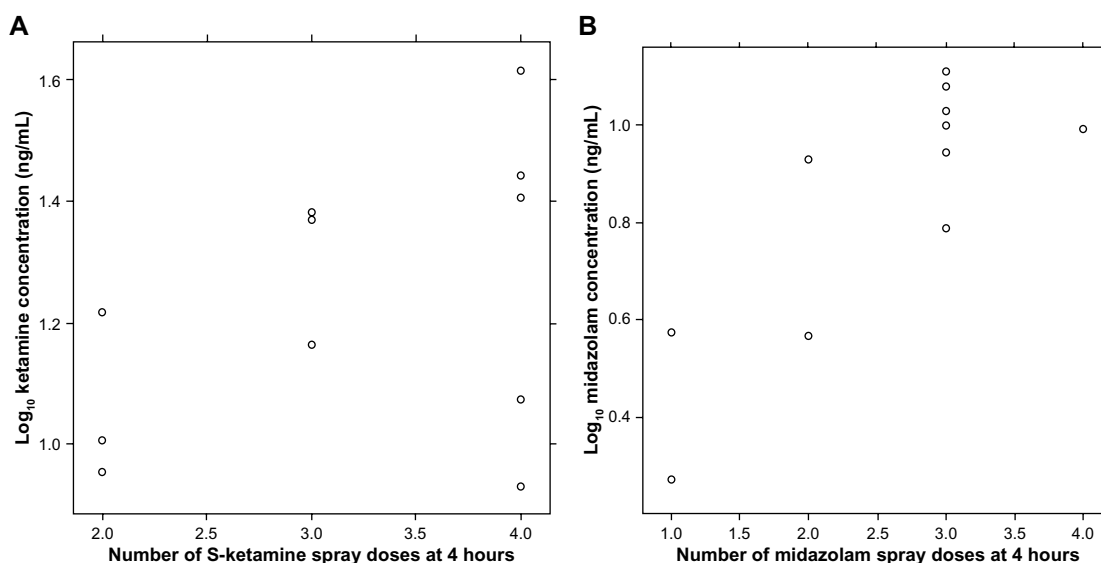 A
Log₁₀ ketamine concentration (ng/mL)
1.6
1.4
1.2
1.0
2.0 2.5 3.0 3.5 4.0
Number of S-ketamine spray doses at 4 hours
B
Log₁₀ midazolam concentration (ng/mL)
1.0
0.8
0.6
0.4
1.0 1.5 2.0 2.5 3.0 3.5 4.0
Number of midazolam spray doses at 4 hours